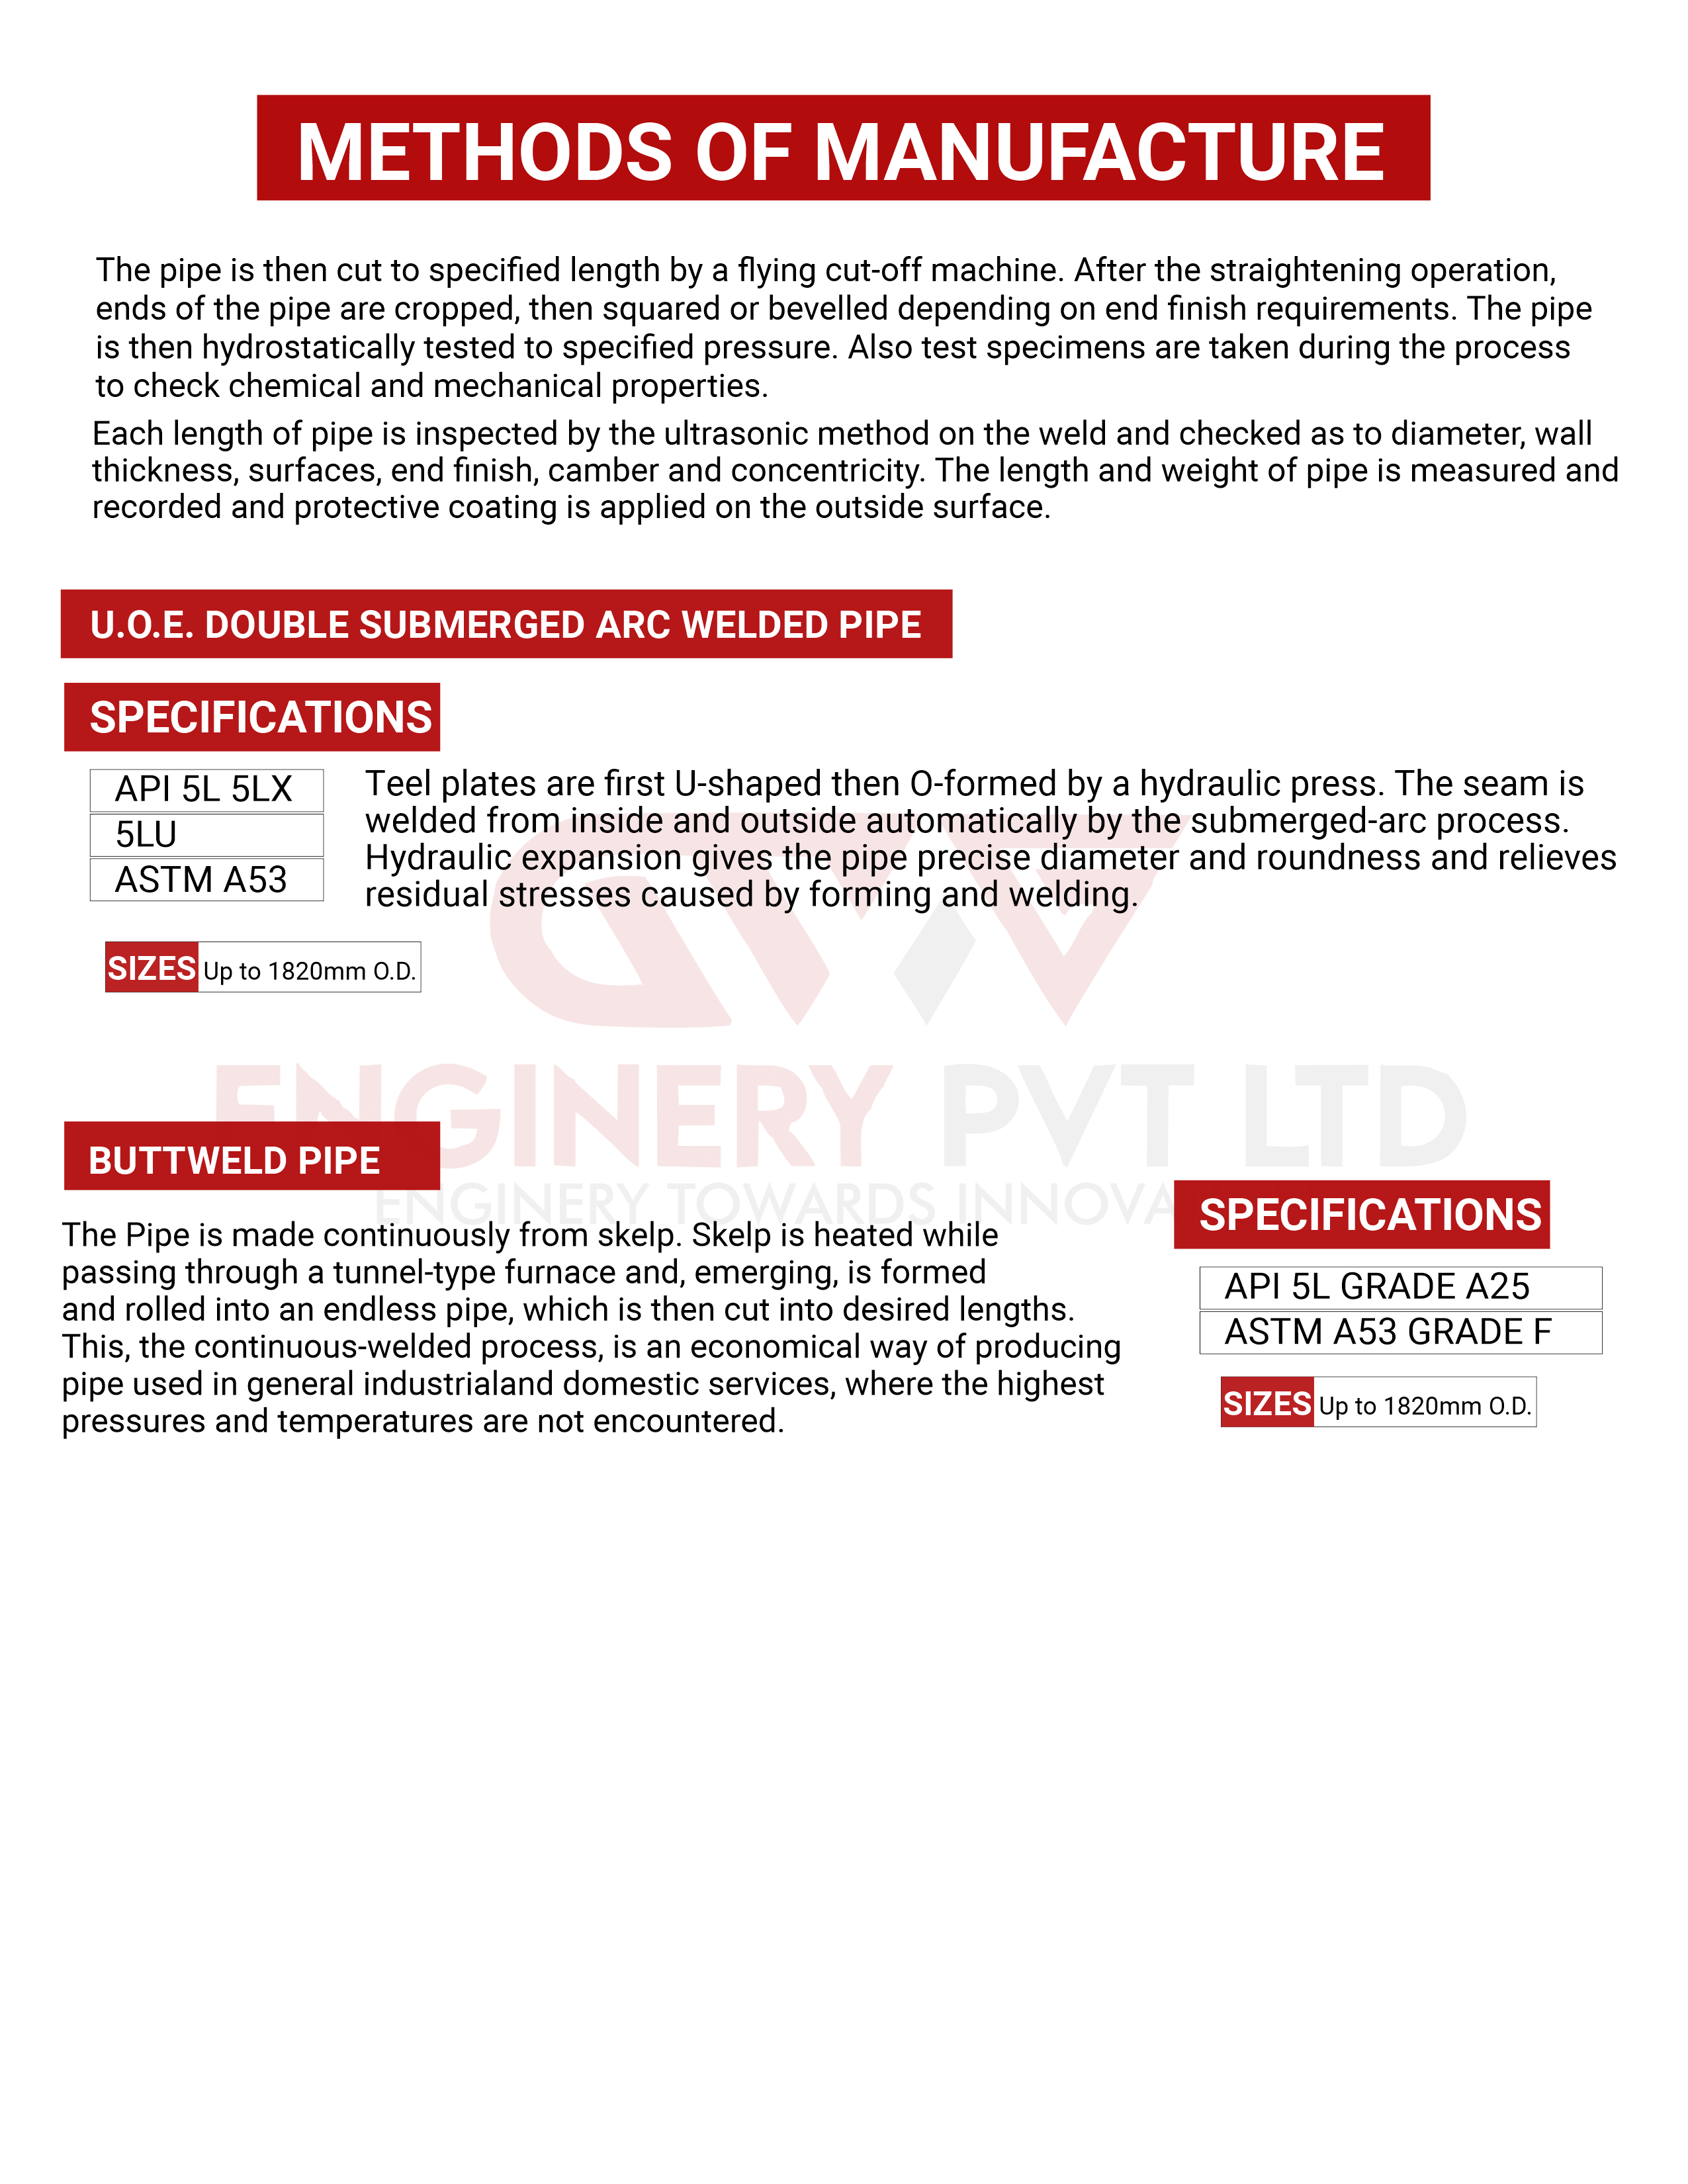 METHODS OF MANUFACTURE
The pipe is then cut to specified length by a flying cut-off machine. After the straightening operation,
ends of the pipe are cropped, then squared or bevelled depending on end finish requirements. The pipe
is then hydrostatically tested to specified pressure. Also test specimens are taken during the process
to check chemical and mechanical properties.
Each length of pipe is inspected by the ultrasonic method on the weld and checked as to diameter, wall
thickness, surfaces, end finish, camber and concentricity. The length and weight of pipe is measured and
recorded and protective coating is applied on the outside surface.
U.O.E. DOUBLE SUBMERGED ARC WELDED PIPE
SPECIFICATIONS
API 5L 5LX
5LU
ASTM A53
Teel plates are first U-shaped then O-formed by a hydraulic press. The seam is
welded from inside and outside automatically by the submerged-arc process.
Hydraulic expansion gives the pipe precise diameter and roundness and relieves
residual stresses caused by forming and welding.
SIZES Up to 1820mm O.D.
ENGINERY PVT LTD
ENGINERY TOWARDS INNOVA
BUTTWELD PIPE
The Pipe is made continuously from skelp. Skelp is heated while
passing through a tunnel-type furnace and, emerging, is formed
and rolled into an endless pipe, which is then cut into desired lengths.
This, the continuous-welded process, is an economical way of producing
pipe used in general industrialand domestic services, where the highest
pressures and temperatures are not encountered.
SPECIFICATIONS
API 5L GRADE A25
ASTM A53 GRADE F
SIZES Up to 1820mm O.D.